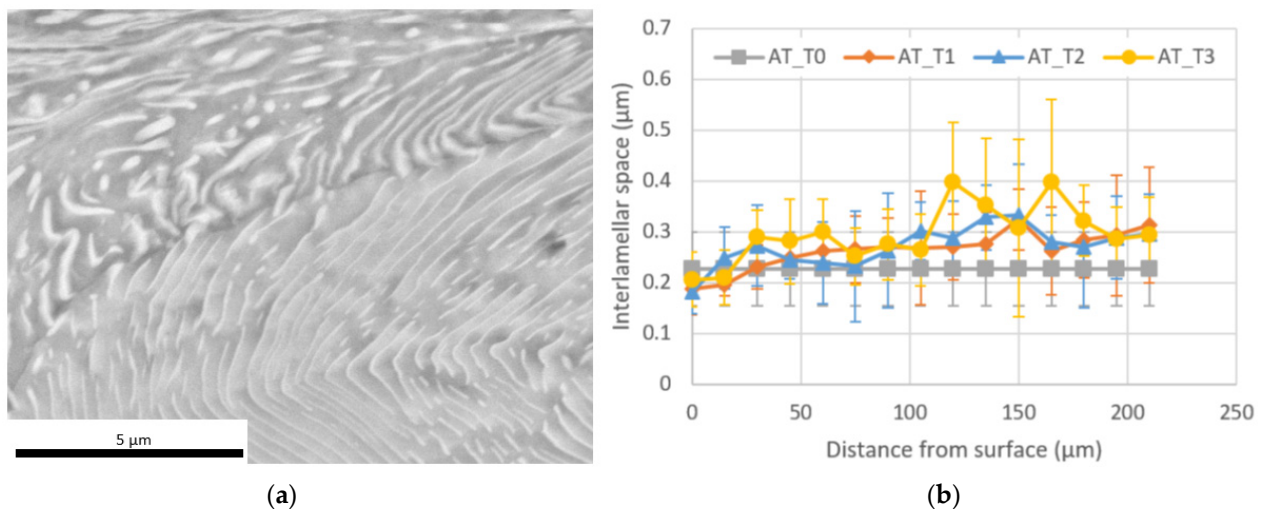 5 µm
AT_T0 AT_T1 AT_T2 AT_T3
Interlamellar space (µm)
0.7
0.6
0.5
0.4
0.3
0.2
0.1
0
0 50 100 150 200 250
Distance from surface (µm)
(a) (b)